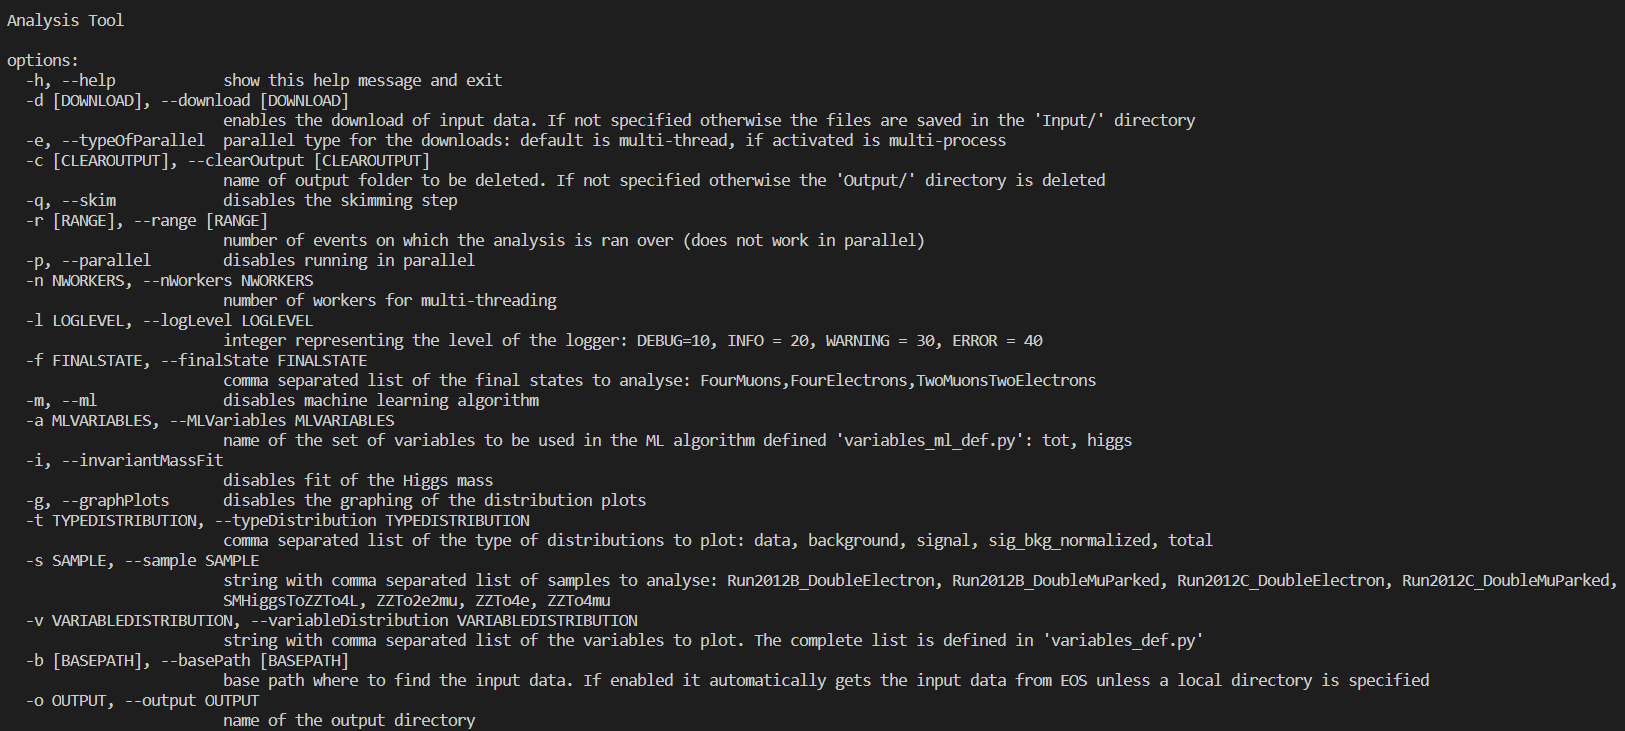 Analysis Tool
options:
-h, --help show this help message and exit
-d [DOWNLOAD], --download [DOWNLOAD]
enables the download of input data. If not specified otherwise the files are saved in the 'Input/' directory
-e, --typeOfParallel parallel type for the downloads: default is multi-thread, if activated is multi-process
-c [CLEAROUTPUT], --clearOutput [CLEAROUTPUT]
name of output folder to be deleted. If not specified otherwise the 'Output/' directory is deleted
-q, --skim disables the skimming step
-r [RANGE], --range [RANGE]
number of events on which the analysis is ran over (does not work in parallel)
-p, --parallel disables running in parallel
-n NWORKERS, --nWorkers NWORKERS
number of workers for multi-threading
-l LOGLEVEL, --logLevel LOGLEVEL
integer representing the level of the logger: DEBUG=10, INFO = 20, WARNING = 30, ERROR = 40
-f FINALSTATE, --finalState FINALSTATE
comma separated list of the final states to analyse: FourMuons,FourElectrons,TwoMuonsTwoElectrons
-m, --ml disables machine learning algorithm
-a MLVARIABLES, --MLVariables MLVARIABLES
name of the set of variables to be used in the ML algorithm defined 'variables_ml_def.py': tot, higgs
-i, --invariantMassFit
disables fit of the Higgs mass
-g, --graphPlots disables the graphing of the distribution plots
-t TYPEDISTRIBUTION, --typeDistribution TYPEDISTRIBUTION
comma separated list of the type of distributions to plot: data, background, signal, sig_bkg_normalized, total
-s SAMPLE, --sample SAMPLE
string with comma separated list of samples to analyse: Run2012B_DoubleElectron, Run2012B_DoubleMuParked, Run2012C_DoubleElectron, Run2012C_DoubleMuParked,
SMHiggsToZZTo4L, ZZTo2e2mu, ZZTo4e, ZZTo4mu
-v VARIABLEDISTRIBUTION, --variableDistribution VARIABLEDISTRIBUTION
string with comma separated list of the variables to plot. The complete list is defined in 'variables_def.py'
-b [BASEPATH], --basePath [BASEPATH]
base path where to find the input data. If enabled it automatically gets the input data from EOS unless a local directory is specified
-o OUTPUT, --output OUTPUT
name of the output directory